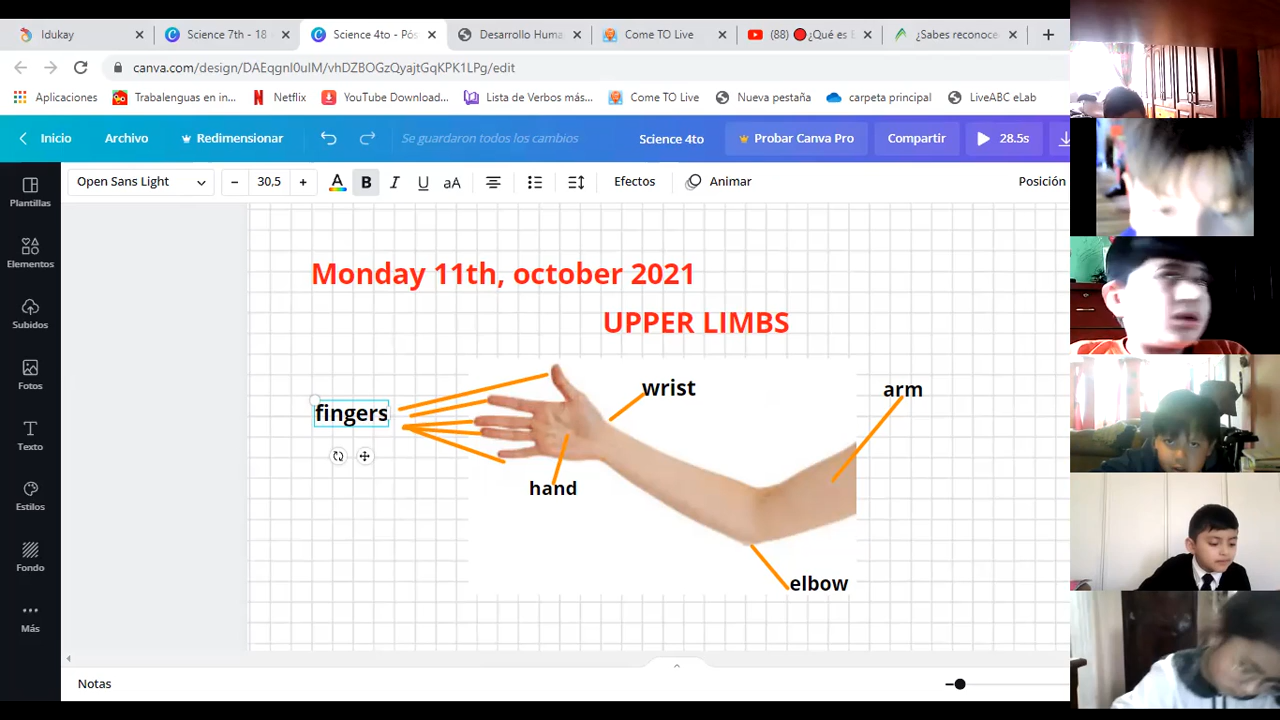 Idukay
Science 7th - 18
Science 4to - Pós
Desarrollo Huma
Come TO Live
(88) ¿Qué es E
¿Sabes reconoce
canva.com/design/DAEqgnI0uIM/vhDZBOGzQyajtGqKPK1LPg/edit
Aplicaciones
Trabalenguas en in...
Netflix
YouTube Download...
Lista de Verbos más...
Come TO Live
Nueva pestaña
carpeta principal
LiveABC eLab
Inicio
Archivo
Redimensionar
Se guardaron todos los cambios
Science 4to
Probar Canva Pro
Compartir
28.5s
Open Sans Light
30,5
A
B
I
U
aA
Efectos
Animar
Posición
Plantillas
Elementos
Subidos
Fotos
Texto
Estilos
Fondo
Más
Monday 11th, october 2021
UPPER LIMBS
wrist
arm
fingers
hand
elbow
Notas